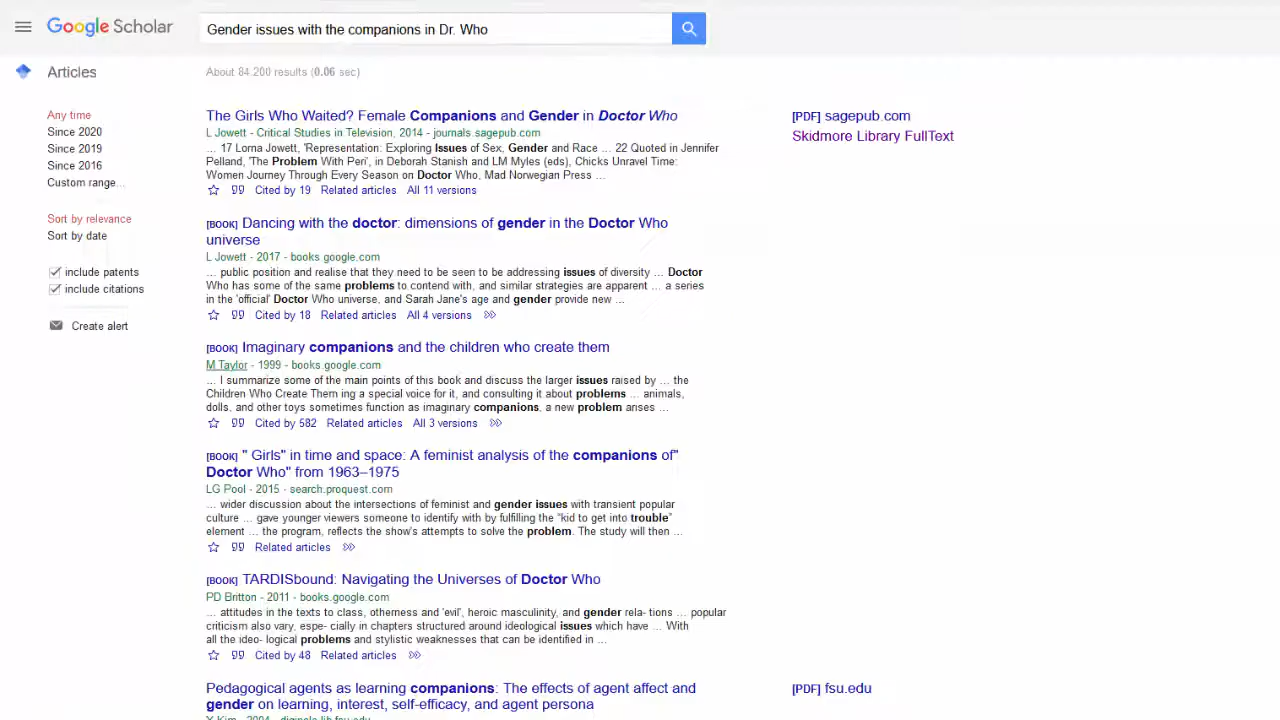 Google Scholar
Gender issues with the companions in Dr. Who
Articles
About 84,200 results (0.06 sec)
Any time
Since 2020
Since 2019
Since 2016
Custom range...
Sort by relevance
Sort by date
include patents
include citations
Create alert
The Girls Who Waited? Female Companions and Gender in Doctor Who
L Jowett - Critical Studies in Television, 2014 - journals.sagepub.com
... 17 Lorna Jowett, 'Representation: Exploring Issues of Sex, Gender and Race ... 22 Quoted in Jennifer
Pelland, 'The Problem With Peri', in Deborah Stanish and LM Myles (eds), Chicks Unravel Time:
Women Journey Through Every Season on Doctor Who, Mad Norwegian Press ...
Cited by 19 Related articles All 11 versions
[PDF] sagepub.com
Skidmore Library FullText
[BOOK] Dancing with the doctor: dimensions of gender in the Doctor Who
universe
L Jowett - 2017 - books.google.com
... public position and realise that they need to be seen to be addressing issues of diversity ... Doctor
Who has some of the same problems to contend with, and similar strategies are apparent ... a series
in the 'official' Doctor Who universe, and Sarah Jane's age and gender provide new ...
Cited by 18 Related articles All 4 versions
[BOOK] Imaginary companions and the children who create them
M Taylor - 1999 - books.google.com
... I summarize some of the main points of this book and discuss the larger issues raised by ... the
Children Who Create Them ing a special voice for it, and consulting it about problems ... animals,
dolls, and other toys sometimes function as imaginary companions, a new problem arises ...
Cited by 582 Related articles All 3 versions
[BOOK] " Girls" in time and space: A feminist analysis of the companions of"
Doctor Who" from 1963–1975
LG Pool - 2015 - search.proquest.com
... wider discussion about the intersections of feminist and gender issues with transient popular
culture ... gave younger viewers someone to identify with by fulfilling the “kid to get into trouble”
element ... the program, reflects the show's attempts to solve the problem. The study will then ...
Related articles
[BOOK] TARDISbound: Navigating the Universes of Doctor Who
PD Britton - 2011 - books.google.com
... attitudes in the texts to class, otherness and 'evil', heroic masculinity, and gender rela- tions ... popular
criticism also vary, espe- cially in chapters structured around ideological issues which have ... With
all the ideo- logical problems and stylistic weaknesses that can be identified in ...
Cited by 48 Related articles
Pedagogical agents as learning companions: The effects of agent affect and
gender on learning, interest, self-efficacy, and agent persona
[PDF] fsu.edu
Y Kim - 2004 - diginole.lib.fsu.edu